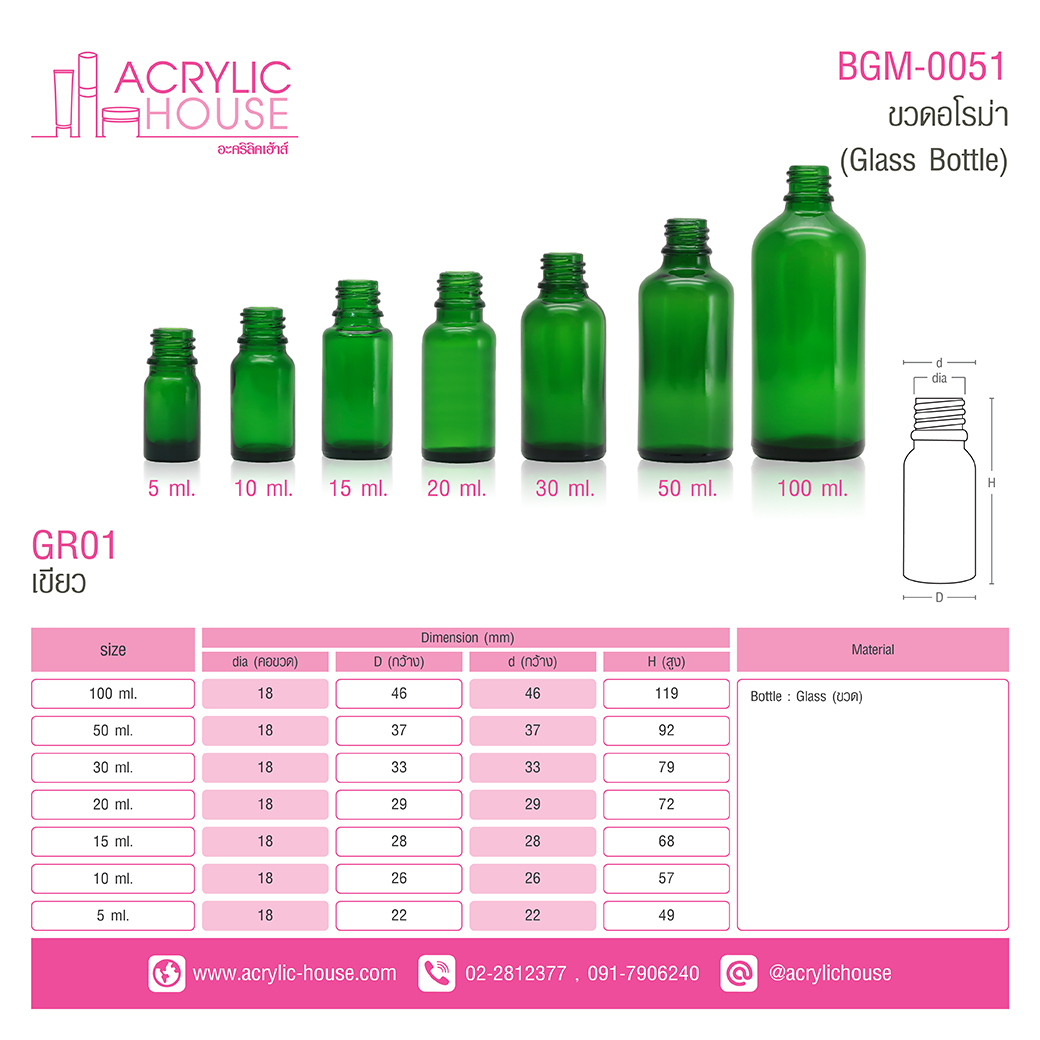 ACRYLIC
HOUSE
อะคริลิคเฮ้าส์
BGM-0051
ขวดอโรม่า
(Glass Bottle)
5 ml.
10 ml.
15 ml.
20 ml.
30 ml.
50 ml.
100 ml.
d
dia
H
D
GR01
เขียว
size
Dimension (mm)
Material
dia (คอขวด) D (กว้าง) d (กว้าง) H (สูง)
100 ml. 18 46 46 119
Bottle : Glass (ขวด)
50 ml. 18 37 37 92
30 ml. 18 33 33 79
20 ml. 18 29 29 72
15 ml. 18 28 28 68
10 ml. 18 26 26 57
5 ml. 18 22 22 49
www.acrylic-house.com 02-2812377 , 091-7906240 @acrylichouse